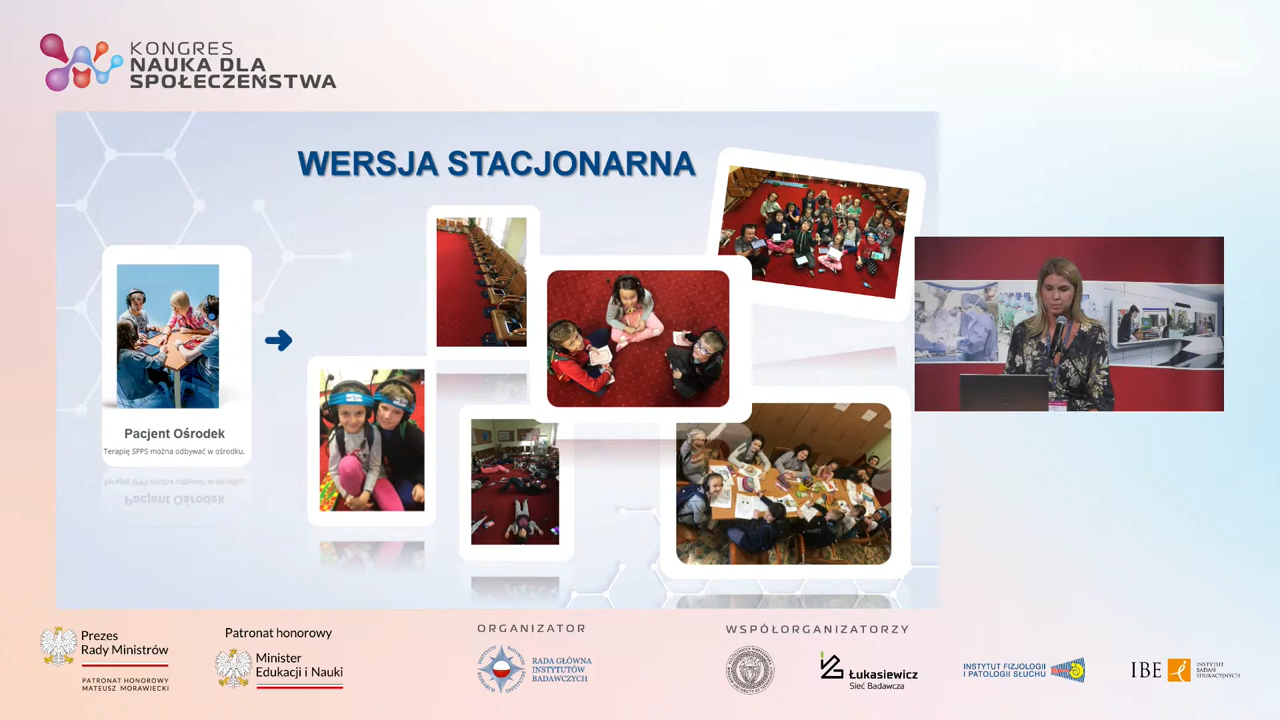 KONGRES
NAUKA DLA
SPOŁECZEŃSTWA
WERSJA STACJONARNA
Pacjent Ośrodek
Terapię SPPS można odbywać w ośrodku.
Prezes
Rady Ministrów
PATRONAT HONOROWY
MATEUSZ MORAWIECKI
Patronat honorowy
Minister
Edukacji i Nauki
ORGANIZATOR
RADA GŁÓWNA
INSTYTUTÓW
BADAWCZYCH
WSPÓŁORGANIZATORZY
Łukasiewicz
Sieć Badawcza
INSTYTUT FIZJOLOGII
I PATOLOGII SŁUCHU
IBE
INSTYTUT
BADAŃ
EDUKACYJNYCH